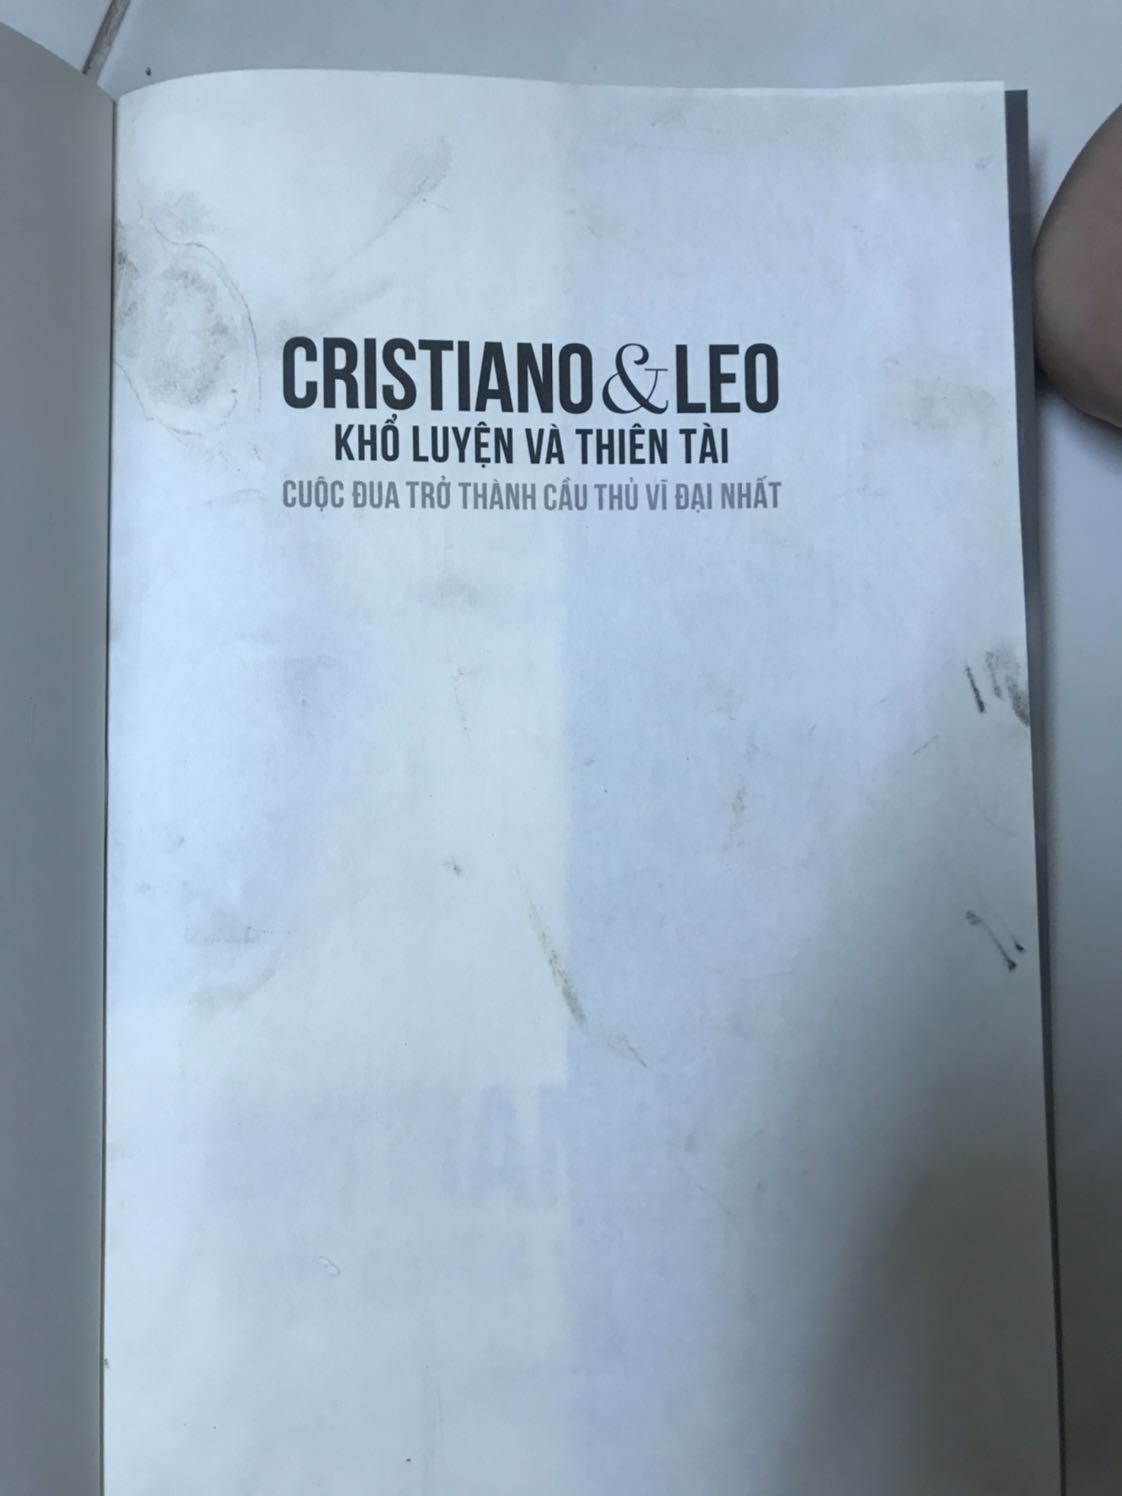 CRISTIANO & LEO
KHỔ LUYỆN VÀ THIÊN TÀI
CUỘC ĐUA TRỞ THÀNH CẦU THỦ VĨ ĐẠI NHẤT